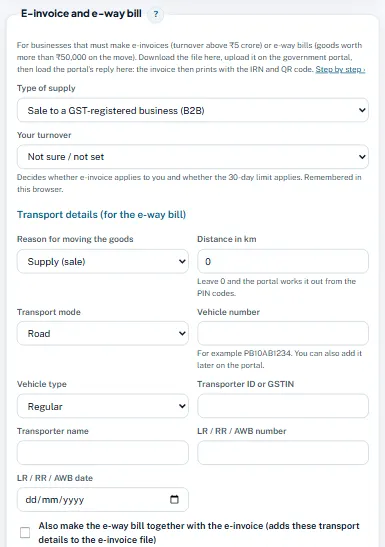 E-invoice and e-way bill ?
For businesses that must make e-invoices (turnover above ₹5 crore) or e-way bills (goods worth
more than ₹50,000 on the move). Download the file here, upload it on the government portal,
then load the portal's reply here: the invoice then prints with the IRN and QR code. Step by step ›
Type of supply
Sale to a GST-registered business (B2B)
Your turnover
Not sure / not set
Decides whether e-invoice applies to you and whether the 30-day limit applies. Remembered in
this browser.
Transport details (for the e-way bill)
Reason for moving the goods
Distance in km
Supply (sale)
0
Leave 0 and the portal works it out from the
PIN codes.
Transport mode
Vehicle number
Road
For example PB10AB1234. You can also add it
later on the portal.
Vehicle type
Transporter ID or GSTIN
Regular
Transporter name
LR / RR / AWB number
LR / RR / AWB date
dd/mm/yyyy
Also make the e-way bill together with the e-invoice (adds these transport
details to the e-invoice file)